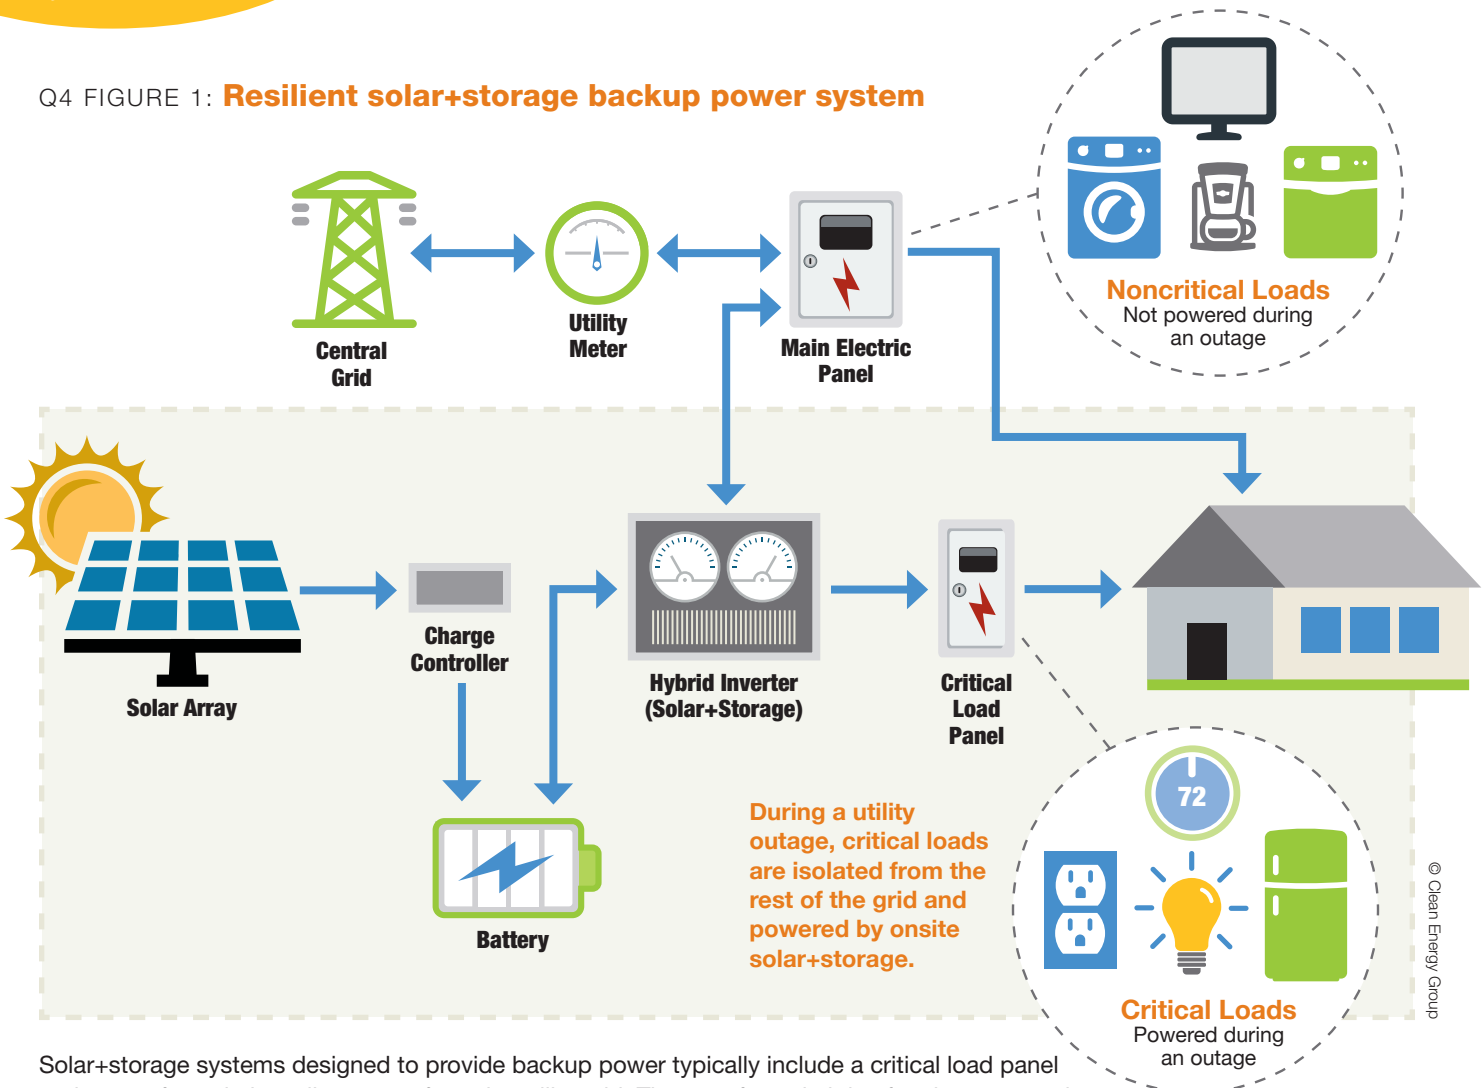 Q4 FIGURE 1: Resilient solar+storage backup power system
Noncritical Loads
Not powered during
an outage
Central
Grid
Utility
Meter
Main Electric
Panel
Solar Array
Charge
Controller
Hybrid Inverter
(Solar+Storage)
Critical
Load
Panel
Battery
During a utility
outage, critical loads
are isolated from the
rest of the grid and
powered by onsite
solar+storage.
72
Critical Loads
Powered during
an outage
© Clean Energy Group
Solar+storage systems designed to provide backup power typically include a critical load panel